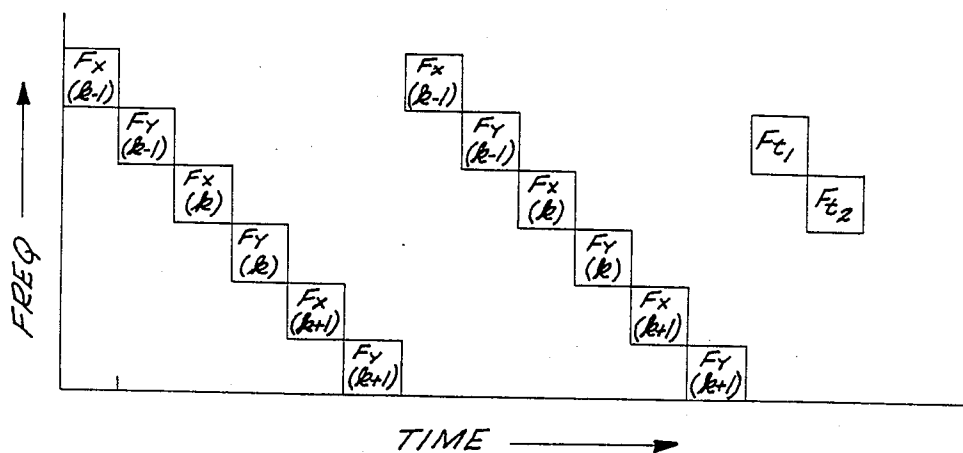 Fx
(k-1)
Fy
(k-1)
Fx
(k)
Fy
(k)
Fx
(k+1)
Fy
(k+1)
Fx
(k-1)
Fy
(k-1)
Fx
(k)
Fy
(k)
Fx
(k+1)
Fy
(k+1)
Ft1
Ft2
FREQ
TIME